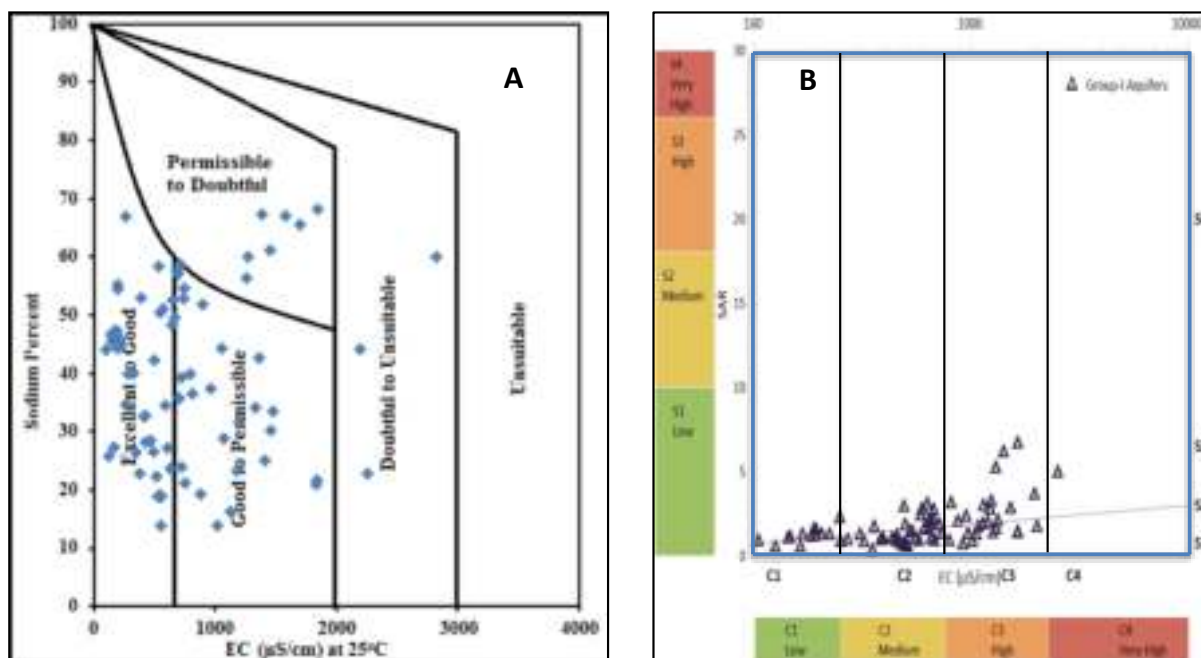 A
100
90
80
70
60
50
40
30
20
10
0
Sodium Percent
Permissible
to Doubtful
Excellent to Good
Good to Permissible
Doubtful to Unsuitable
Unsuitable
0 1000 2000 3000 4000
EC (µS/cm) at 25°C
B
1000 10000
Group-I Aquifers
30
25
20
15
10
5
0
Very
High
S3
High
S2
Medium
S1
Low
SAR
S
S
S
S
C1 C2 EC (µS/cm) C3 C4
C1
Low
C2
Medium
C3
High
C4
Very High